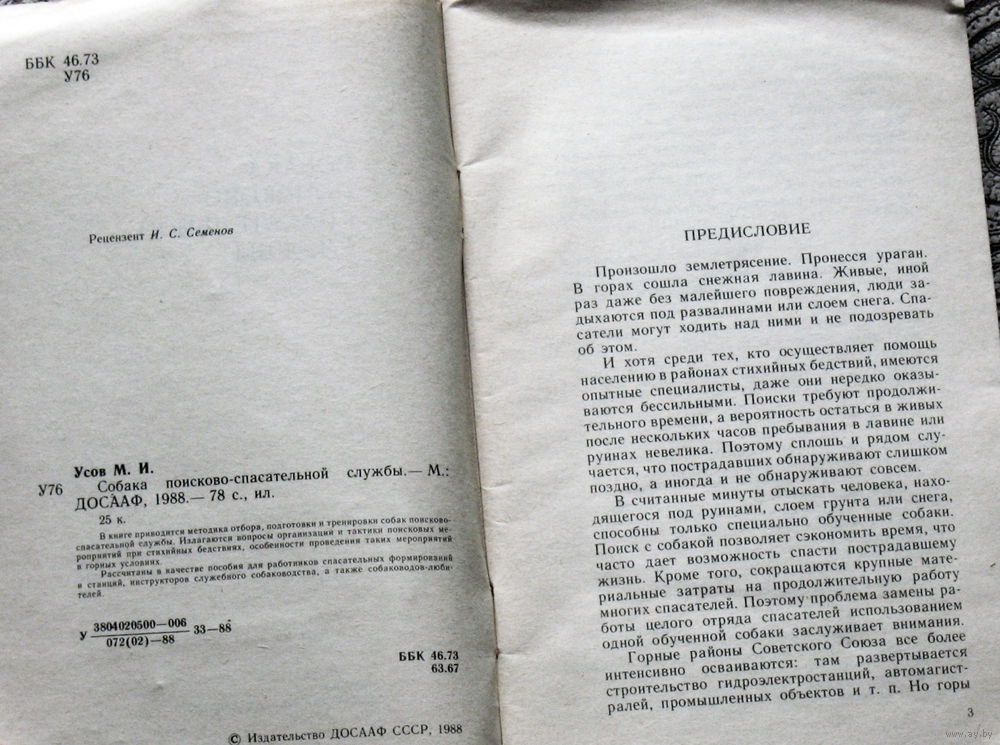 ББК 46.73
У76
Рецензент И. С. Семенов
Усов М. И.
У76 Собака поисково-спасательной службы.— М.:
ДОСААФ, 1988.— 78 с., ил.
25 к.
В книге приводится методика отбора, подготовки и тренировки собак поисково-
спасательной службы. Излагаются вопросы организации и тактики поисковых ме-
роприятий при стихийных бедствиях, особенности проведения таких мероприятий
в горных условиях.
Рассчитаны в качестве пособия для работников спасательных формирований
и станций, инструкторов служебного собаководства, а также собаководов-люби-
телей.
У 3804020500—006
072(02)—88
33—88
ББК 46.73
63.67
© Издательство ДОСААФ СССР, 1988
ПРЕДИСЛОВИЕ
Произошло землетрясение. Пронесся ураган.
В горах сошла снежная лавина. Живые, иной
раз даже без малейшего повреждения, люди за-
дыхаются под развалинами или слоем снега. Спа-
сатели могут ходить над ними и не подозревать
об этом.
И хотя среди тех, кто осуществляет помощь
населению в районах стихийных бедствий, имеются
опытные специалисты, даже они нередко оказы-
ваются бессильными. Поиски требуют продолжи-
тельного времени, а вероятность остаться в живых
после нескольких часов пребывания в лавине или
руинах невелика. Поэтому сплошь и рядом слу-
чается, что пострадавших обнаруживают слишком
поздно, а иногда и не обнаруживают совсем.
В считанные минуты отыскать человека, нахо-
дящегося под руинами, слоем грунта или снега,
способны только специально обученные собаки.
Поиск с собакой позволяет сэкономить время, что
часто дает возможность спасти пострадавшему
жизнь. Кроме того, сокращаются крупные мате-
риальные затраты на продолжительную работу
многих спасателей. Поэтому проблема замены ра-
боты целого отряда спасателей использованием
одной обученной собаки заслуживает внимания.
Горные районы Советского Союза все более
интенсивно осваиваются: там развертывается
строительство гидроэлектростанций, автомагист-
ралей, промышленных объектов и т. п. Но горы
3
www.ay.by